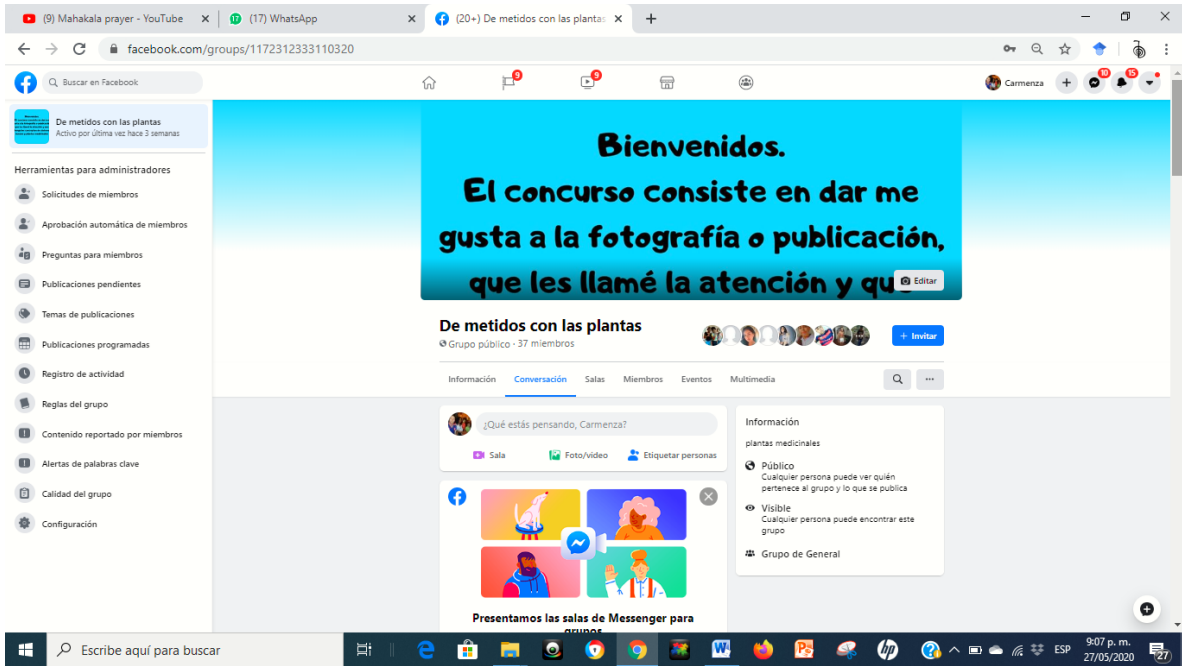 (9) Mahakala prayer - YouTube
(17) WhatsApp
(20+) De metidos con las plantas
facebook.com/groups/1172312333110320
Buscar en Facebook
9
9
Carmenza
10
15
De metidos con las plantas
Activo por última vez hace 3 semanas
Herramientas para administradores
Solicitudes de miembros
Aprobación automática de miembros
Preguntas para miembros
Publicaciones pendientes
Temas de publicaciones
Publicaciones programadas
Registro de actividad
Reglas del grupo
Contenido reportado por miembros
Alertas de palabras clave
Calidad del grupo
Configuración
Bienvenidos.
El concurso consiste en dar me
gusta a la fotografía o publicación,
que les llamé la atención y que
Editar
De metidos con las plantas
Grupo público · 37 miembros
+ Invitar
Información Conversación Salas Miembros Eventos Multimedia
¿Qué estás pensando, Carmenza?
Sala Foto/video Etiquetar personas
Presentamos las salas de Messenger para
grupos
Información
plantas medicinales
Público
Cualquier persona puede ver quién
pertenece al grupo y lo que se publica
Visible
Cualquier persona puede encontrar este
grupo
Grupo de General
Escribe aquí para buscar
ESP
9:07 p. m.
27/05/2020
27